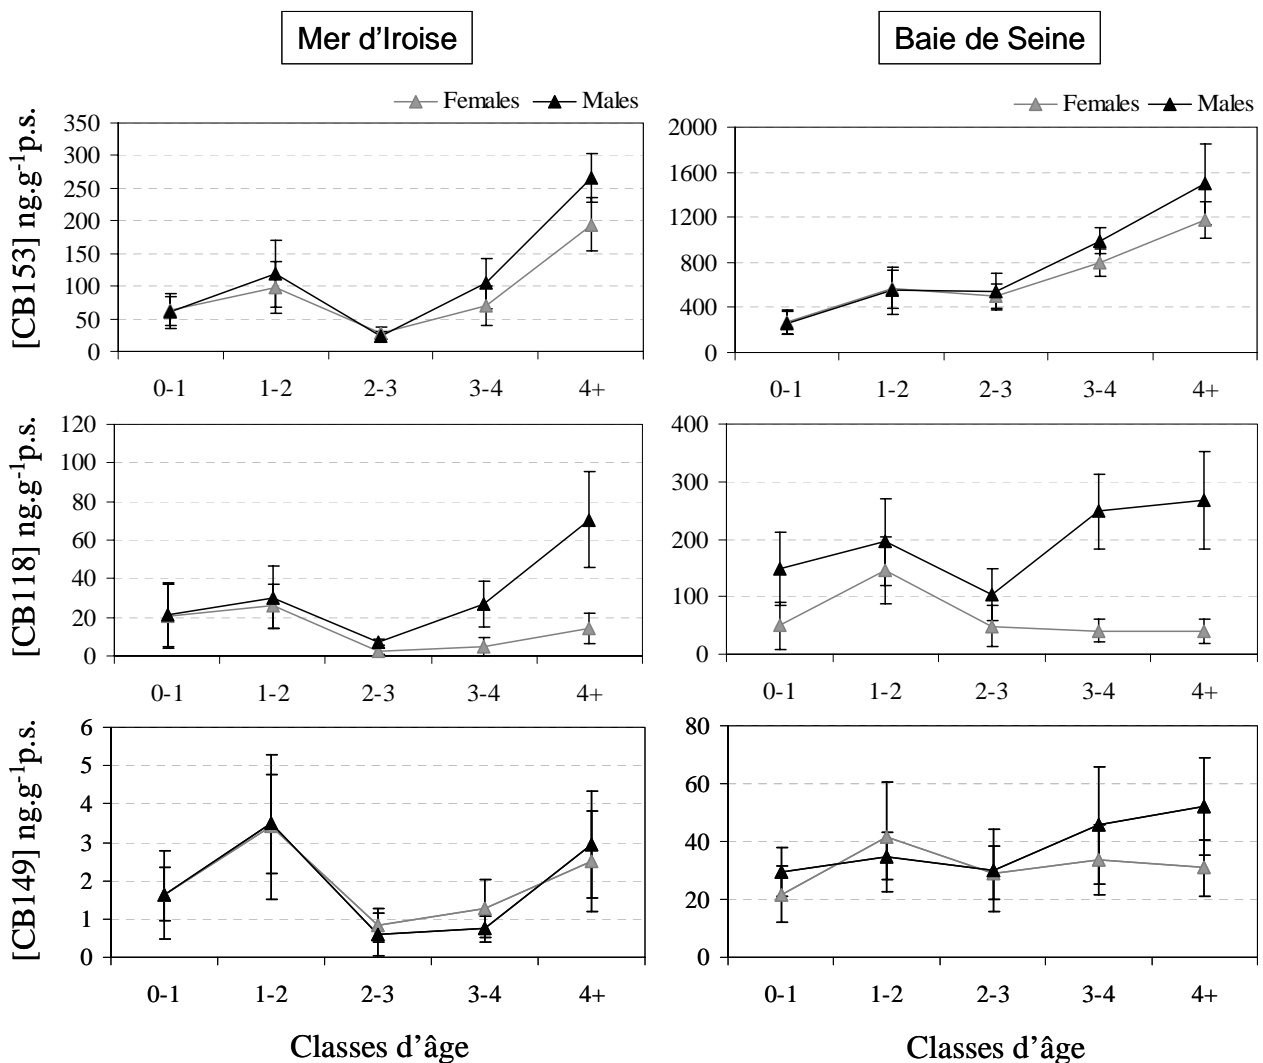 Mer d’Iroise
Baie de Seine
Females Males
Females Males
[CB153] ng.g-1p.s.
350
300
250
200
150
100
50
0
0-1 1-2 2-3 3-4 4+
2000
1600
1200
800
400
0
0-1 1-2 2-3 3-4 4+
[CB118] ng.g-1p.s.
120
100
80
60
40
20
0
0-1 1-2 2-3 3-4 4+
400
300
200
100
0
0-1 1-2 2-3 3-4 4+
[CB149] ng.g-1p.s.
6
5
4
3
2
1
0
0-1 1-2 2-3 3-4 4+
Classes d’âge
80
60
40
20
0
0-1 1-2 2-3 3-4 4+
Classes d’âge